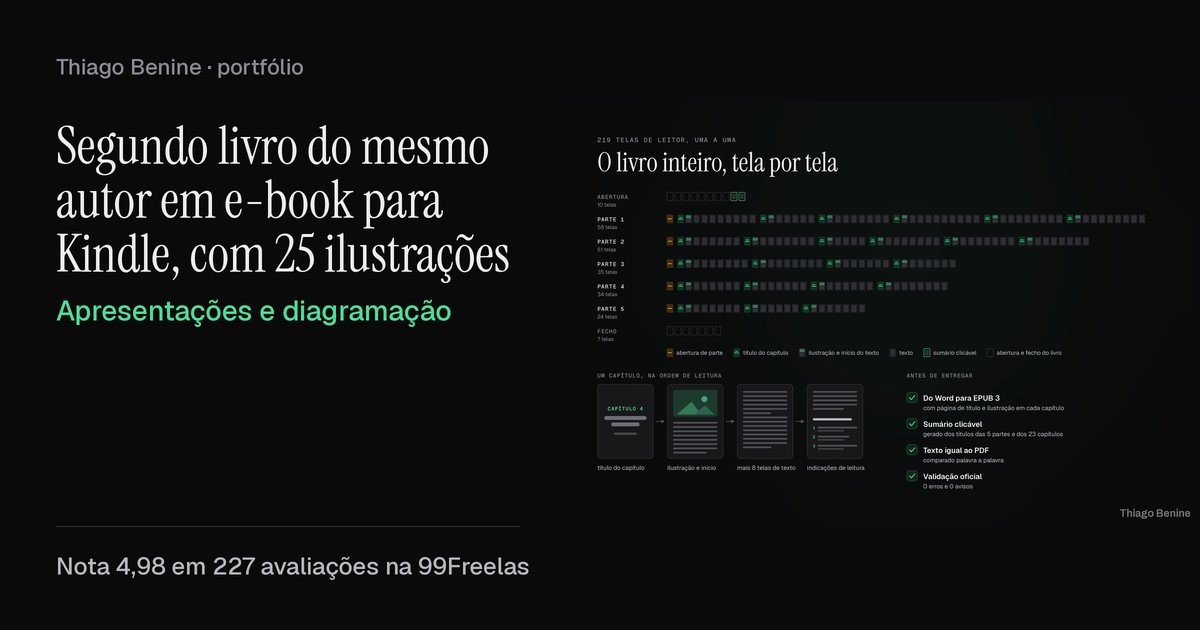 Thiago Benine · portfólio
Segundo livro do mesmo
autor em e-book para
Kindle, com 25 ilustrações
Apresentações e diagramação
Nota 4,98 em 227 avaliações na 99Freelas
219 TELAS DE LEITOR, UMA A UMA
O livro inteiro, tela por tela
ABERTURA
10 telas
PARTE 1
58 telas
PARTE 2
51 telas
PARTE 3
35 telas
PARTE 4
34 telas
PARTE 5
24 telas
FECHO
7 telas
abertura de parte
título do capítulo
ilustração e início do texto
texto
sumário clicável
abertura e fecho do livro
UM CAPÍTULO, NA ORDEM DE LEITURA
CAPÍTULO 4
1
2
3
título do capítulo
ilustração e início
mais 8 telas de texto
indicações de leitura
ANTES DE ENTREGAR
Do Word para EPUB 3
com página de título e ilustração em cada capítulo
Sumário clicável
gerado dos títulos das 5 partes e dos 23 capítulos
Texto igual ao PDF
comparado palavra a palavra
Validação oficial
0 erros e 0 avisos
Thiago Benine